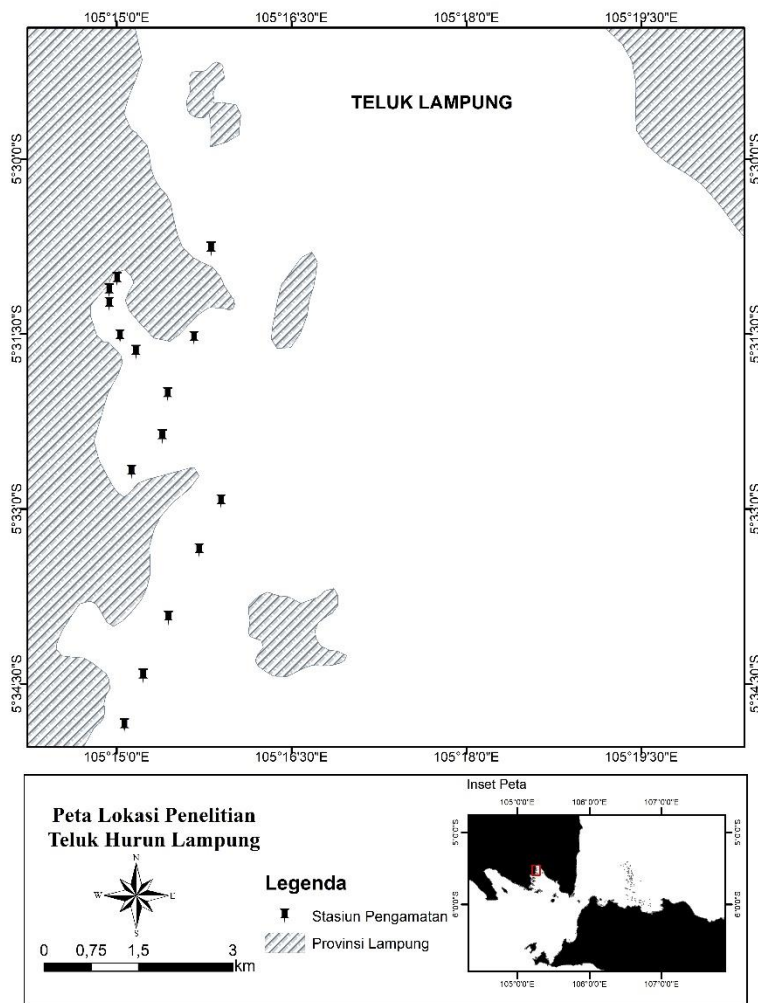 105°15'0"E 105°16'30"E 105°18'0"E 105°19'30"E
TELUK LAMPUNG
5°30'0"S 5°30'0"S
5°31'30"S 5°31'30"S
5°33'0"S 5°33'0"S
5°34'30"S 5°34'30"S
105°15'0"E 105°16'30"E 105°18'0"E 105°19'30"E
Peta Lokasi Penelitian
Teluk Hurun Lampung
N
W E
S
0 0,75 1,5 3
km
Legenda
Stasiun Pengamatan
Provinsi Lampung
Inset Peta
105°0'0"E 106°0'0"E 107°0'0"E
5°0'0"S 5°0'0"S
6°0'0"S 6°0'0"S
105°0'0"E 106°0'0"E 107°0'0"E